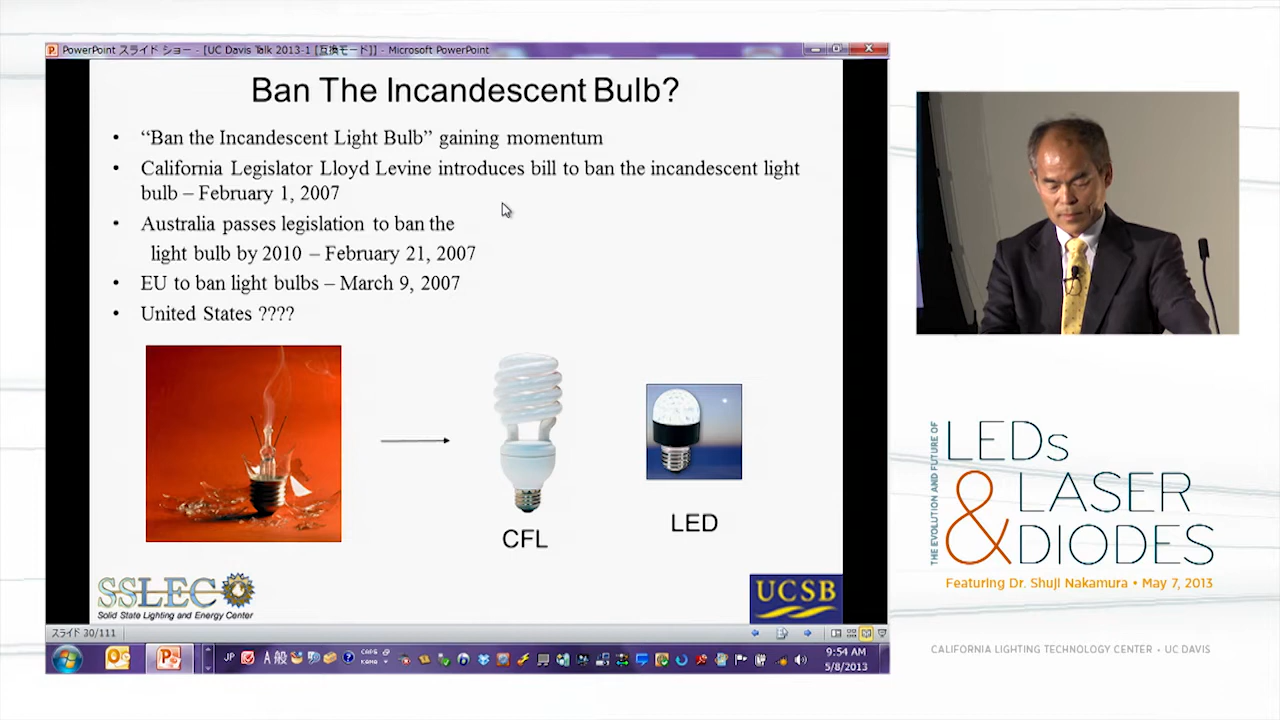 PowerPoint スライド ショー - [UC Davis Talk 2013-1 [互換モード]] - Microsoft PowerPoint
Ban The Incandescent Bulb?
• “Ban the Incandescent Light Bulb” gaining momentum
• California Legislator Lloyd Levine introduces bill to ban the incandescent light
bulb – February 1, 2007
• Australia passes legislation to ban the
light bulb by 2010 – February 21, 2007
• EU to ban light bulbs – March 9, 2007
• United States ????
CFL
LED
SSLEC
Solid State Lighting and Energy Center
UCSB
スライド 30/111
JP
A 般
CAPS
KANA
9:54 AM
5/8/2013
THE EVOLUTION AND FUTURE OF
LEDs
& LASER
DIODES
Featuring Dr. Shuji Nakamura • May 7, 2013
CALIFORNIA LIGHTING TECHNOLOGY CENTER • UC DAVIS